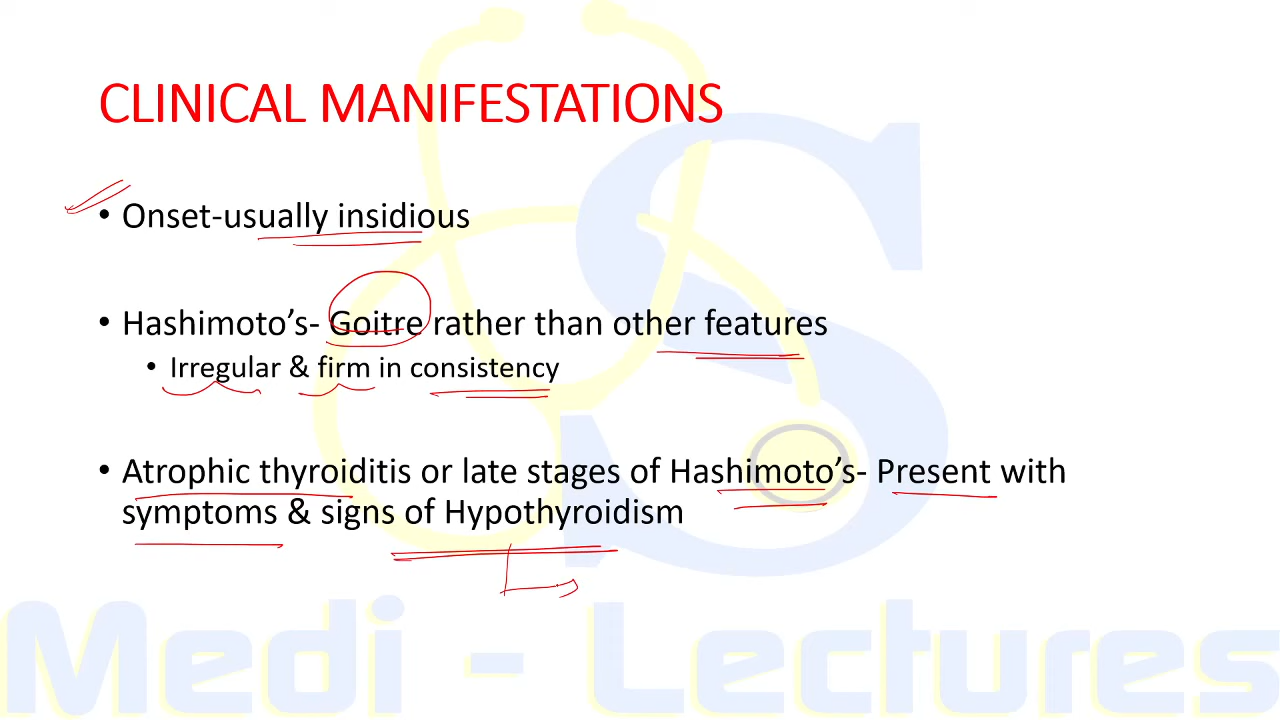 CLINICAL MANIFESTATIONS
• Onset-usually insidious
• Hashimoto’s- Goitre rather than other features
• Irregular & firm in consistency
• Atrophic thyroiditis or late stages of Hashimoto’s- Present with
symptoms & signs of Hypothyroidism
Medi - Lectures